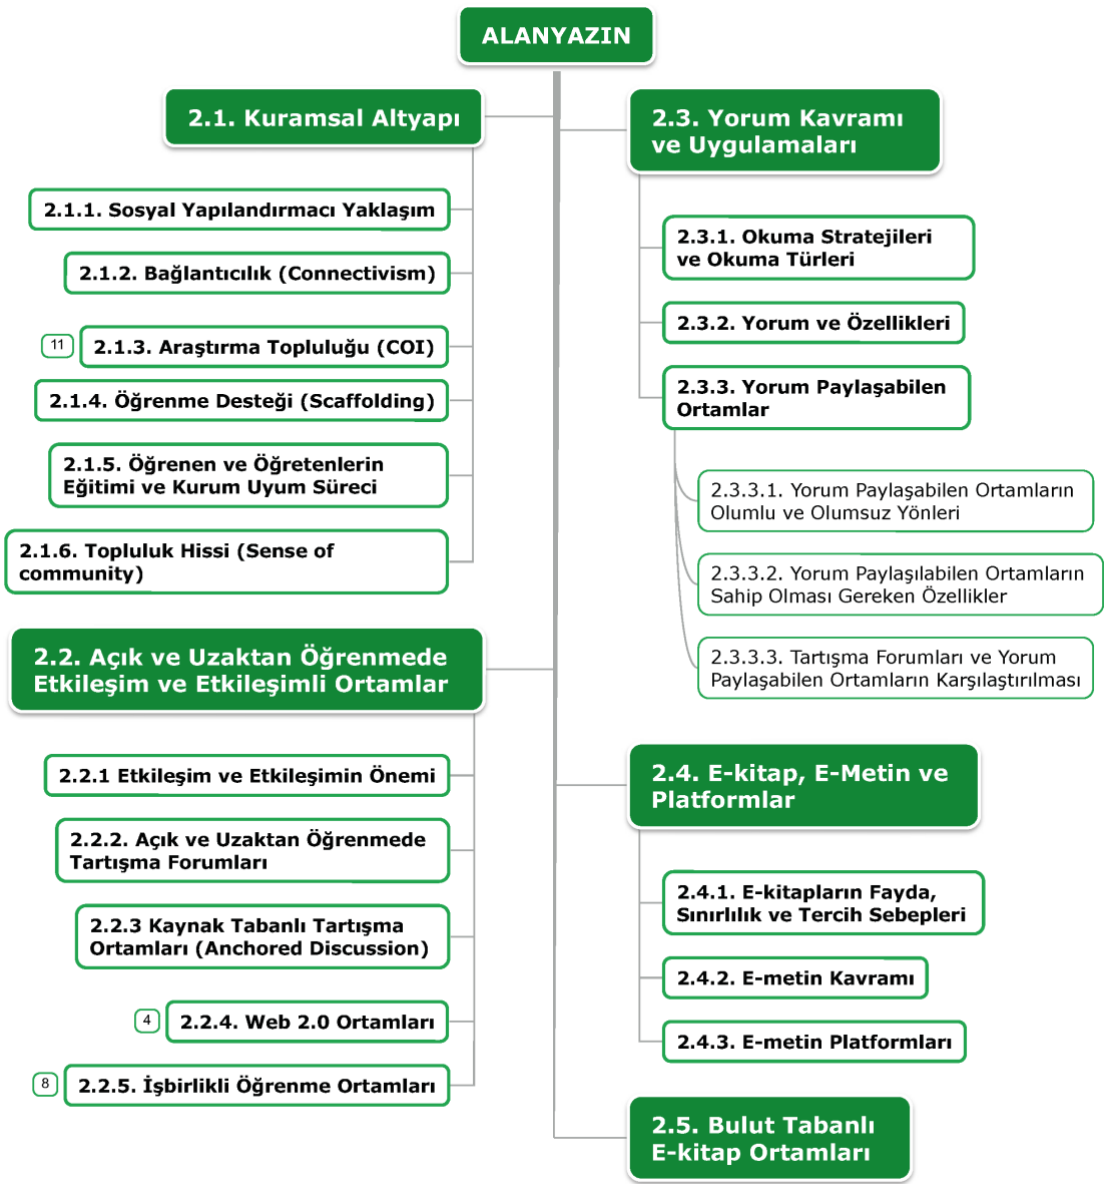 ALANYAZIN
2.1. Kuramsal Altyapı
2.1.1. Sosyal Yapılandırmacı Yaklaşım
2.1.2. Bağlantıcılık (Connectivism)
11
2.1.3. Araştırma Topluluğu (COI)
2.1.4. Öğrenme Desteği (Scaffolding)
2.1.5. Öğrenen ve Öğretenlerin
Eğitimi ve Kurum Uyum Süreci
2.1.6. Topluluk Hissi (Sense of
community)
2.2. Açık ve Uzaktan Öğrenmede
Etkileşim ve Etkileşimli Ortamlar
2.2.1 Etkileşim ve Etkileşimin Önemi
2.2.2. Açık ve Uzaktan Öğrenmede
Tartışma Forumları
2.2.3 Kaynak Tabanlı Tartışma
Ortamları (Anchored Discussion)
4
2.2.4. Web 2.0 Ortamları
8
2.2.5. İşbirlikli Öğrenme Ortamları
2.3. Yorum Kavramı
ve Uygulamaları
2.3.1. Okuma Stratejileri
ve Okuma Türleri
2.3.2. Yorum ve Özellikleri
2.3.3. Yorum Paylaşabilen
Ortamlar
2.3.3.1. Yorum Paylaşabilen Ortamların
Olumlu ve Olumsuz Yönleri
2.3.3.2. Yorum Paylaşılabilen Ortamların
Sahip Olması Gereken Özellikler
2.3.3.3. Tartışma Forumları ve Yorum
Paylaşabilen Ortamların Karşılaştırılması
2.4. E-kitap, E-Metin ve
Platformlar
2.4.1. E-kitapların Fayda,
Sınırlılık ve Tercih Sebepleri
2.4.2. E-metin Kavramı
2.4.3. E-metin Platformları
2.5. Bulut Tabanlı
E-kitap Ortamları